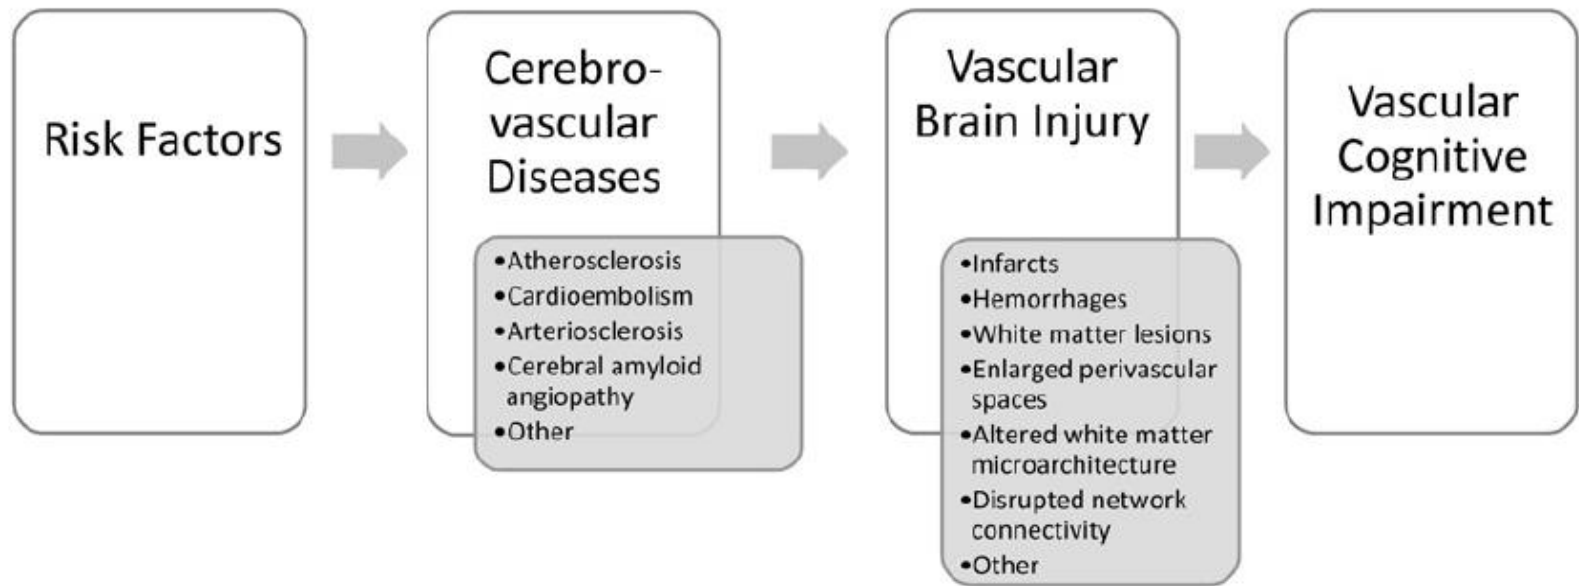 Risk Factors
Cerebro-
vascular
Diseases
•Atherosclerosis
•Cardioembolism
•Arteriosclerosis
•Cerebral amyloid
angiopathy
•Other
Vascular
Brain Injury
•Infarcts
•Hemorrhages
•White matter lesions
•Enlarged perivascular
spaces
•Altered white matter
microarchitecture
•Disrupted network
connectivity
•Other
Vascular
Cognitive
Impairment